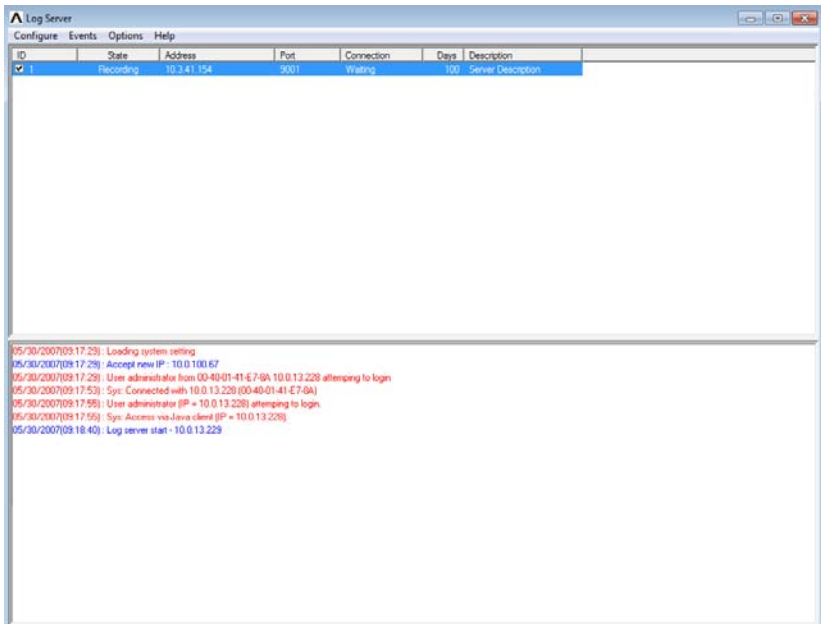 Log Server
Configure Events Options Help
ID State Address Port Connection Days Description
1 Recording 10.3.41.154 9001 Waiting 100 Server Description
05/30/2007(09:17:29) : Loading system setting
05/30/2007(09:17:29) : Accept new IP : 10.0.100.67
05/30/2007(09:17:29) : User administrator from 00-40-01-41-E7-8A 10.0.13.228 attemping to login
05/30/2007(09:17:53) : Sys: Connected with 10.0.13.228 (00-40-01-41-E7-8A)
05/30/2007(09:17:55) : User administrator (IP = 10.0.13.228) attemping to login.
05/30/2007(09:17:55) : Sys: Access via Java client (IP = 10.0.13.228).
05/30/2007(09:18:40) : Log server start - 10.0.13.229